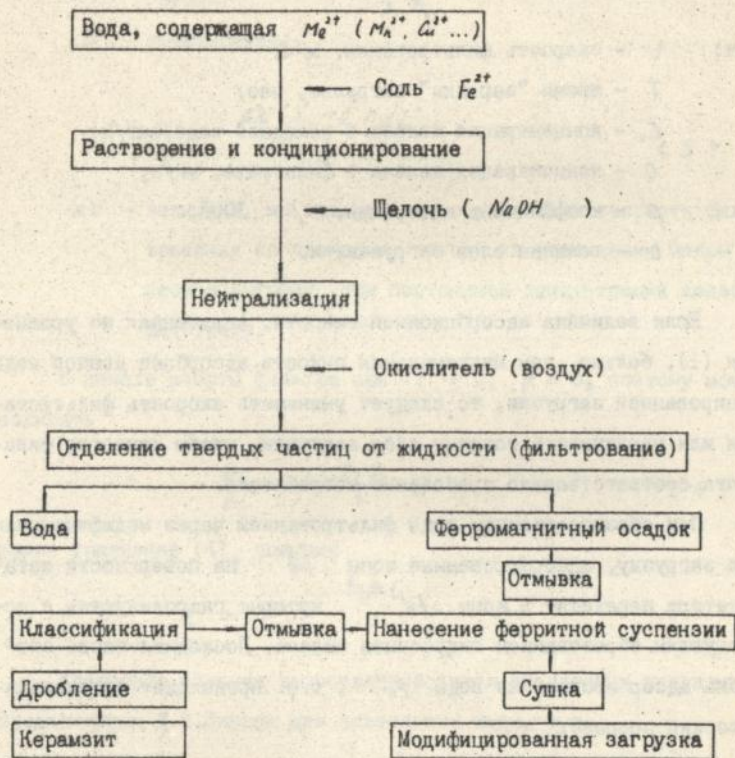 Вода, содержащая Me²⁺ (Mn²⁺, Cu²⁺...)
Соль Fe²⁺
Растворение и кондиционирование
Щелочь ( NaOH )
Нейтрализация
Окислитель (воздух)
Отделение твердых частиц от жидкости (фильтрование)
Вода
Ферромагнитный осадок
Отмывка
Классификация
Отмывка
Нанесение ферритной суспензии
Дробление
Сушка
Керамзит
Модифицированная загрузка